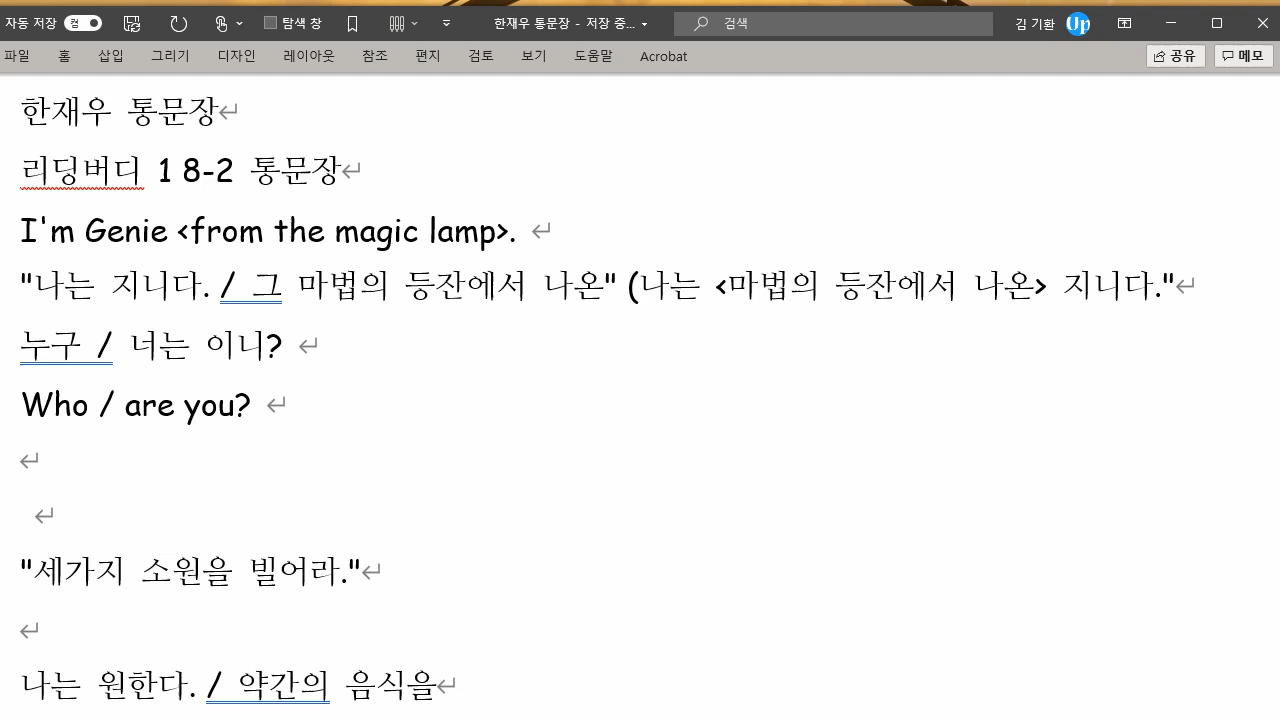 자동 저장 컴 탐색 창 한재우 통문장 - 저장 중... 검색 김 기환 Up
파일 홈 삽입 그리기 디자인 레이아웃 참조 편지 검토 보기 도움말 Acrobat 공유 메모
한재우 통문장
리딩버디 1 8-2 통문장
I'm Genie <from the magic lamp>.
"나는 지니다. / 그 마법의 등잔에서 나온" (나는 <마법의 등잔에서 나온> 지니다."
누구 / 너는 이니?
Who / are you?
"세가지 소원을 빌어라."
나는 원한다. / 약간의 음식을